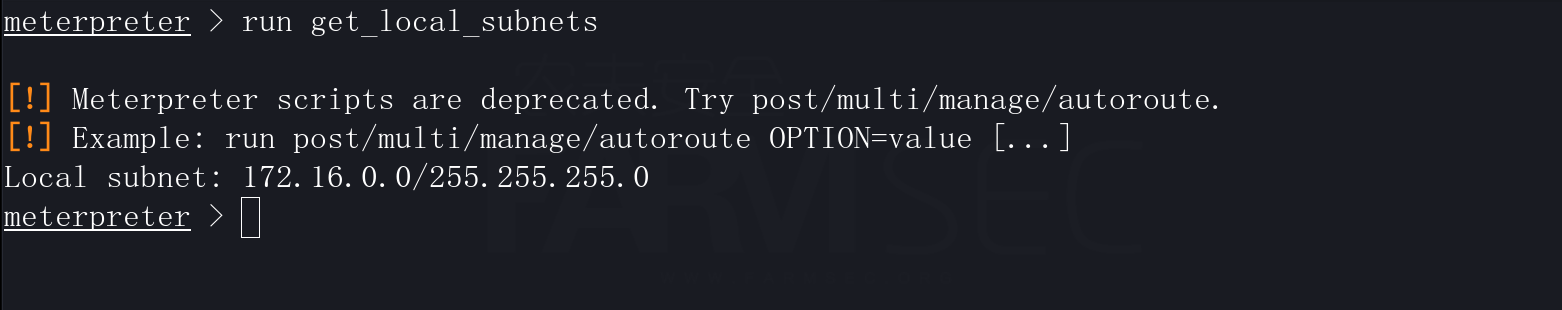 meterpreter > run get_local_subnets
[!] Meterpreter scripts are deprecated. Try post/multi/manage/autoroute.
[!] Example: run post/multi/manage/autoroute OPTION=value [...]
Local subnet: 172.16.0.0/255.255.255.0
meterpreter >